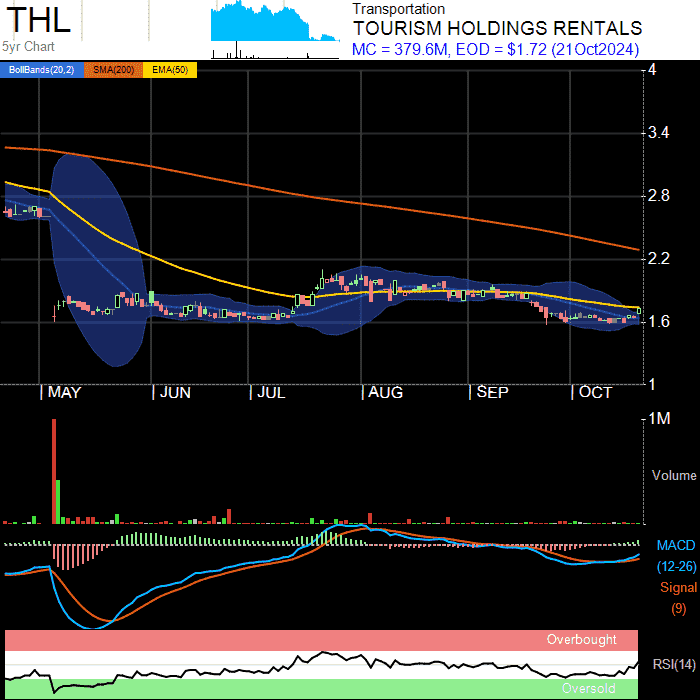 THL
5yr Chart
Transportation
TOURISM HOLDINGS RENTALS
MC = 379.6M, EOD = $1.72 (21Oct2024)
BollBands(20,2) SMA(200) EMA(50)
4
3.4
2.8
2.2
1.6
1
MAY JUN JUL AUG SEP OCT
1M
Volume
MACD
(12-26)
Signal
(9)
Overbought
RSI(14)
Oversold